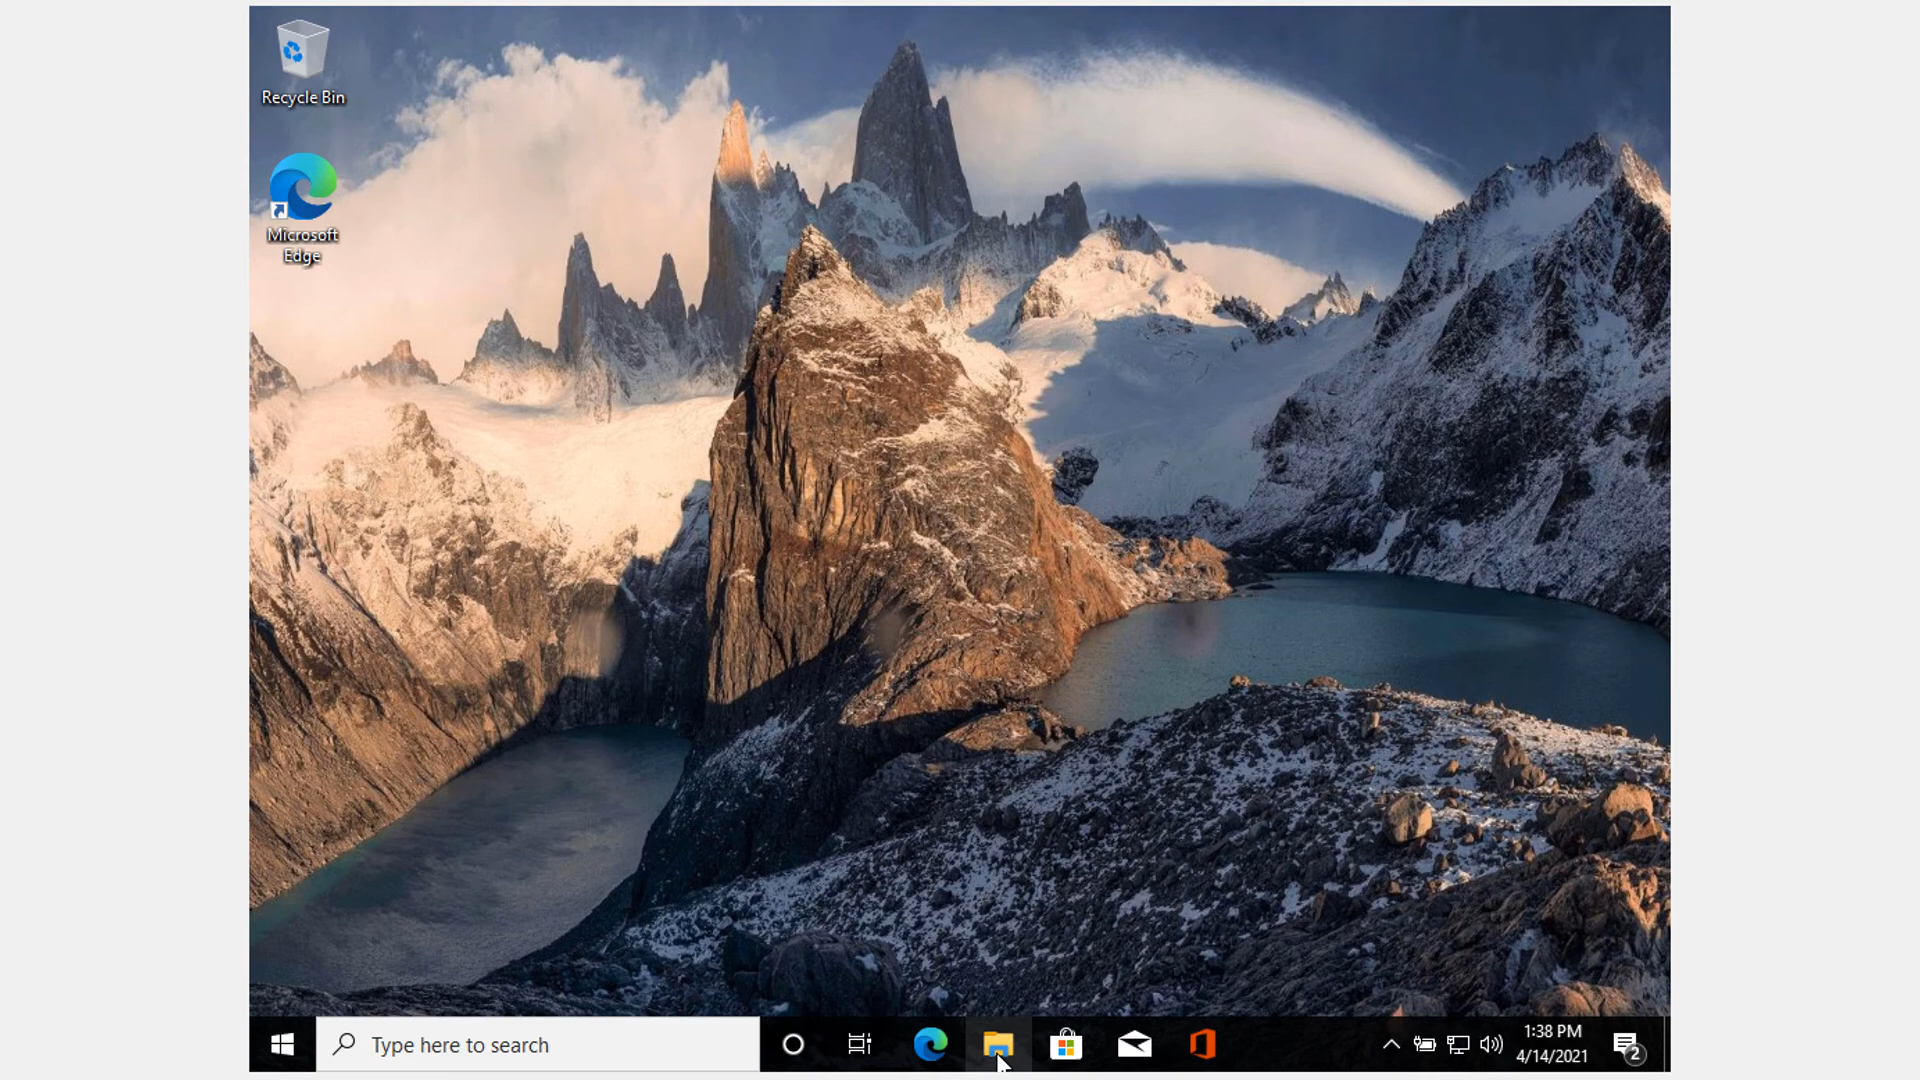 Recycle Bin
Microsoft
Edge
Type here to search
1:38 PM
4/14/2021
2